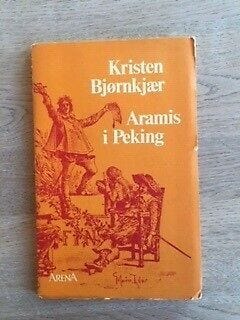 Kristen
Bjørnkjær
Aramis
i Peking
ARENA